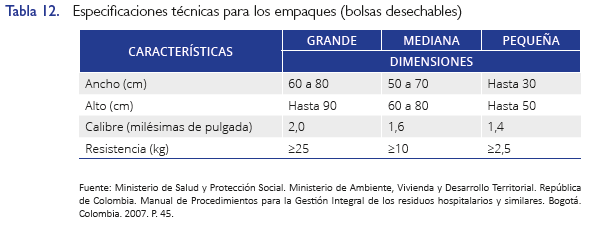 Tabla 12. Especificaciones técnicas para los empaques (bolsas desechables)
CARACTERÍSTICAS GRANDE MEDIANA PEQUEÑA
DIMENSIONES
Ancho (cm) 60 a 80 50 a 70 Hasta 30
Alto (cm) Hasta 90 60 a 80 Hasta 50
Calibre (milésimas de pulgada) 2,0 1,6 1,4
Resistencia (kg) ≥25 ≥10 ≥2,5
Fuente: Ministerio de Salud y Protección Social. Ministerio de Ambiente, Vivienda y Desarrollo Territorial. República
de Colombia. Manual de Procedimientos para la Gestión Integral de los residuos hospitalarios y similares. Bogotá.
Colombia. 2007. P. 45.